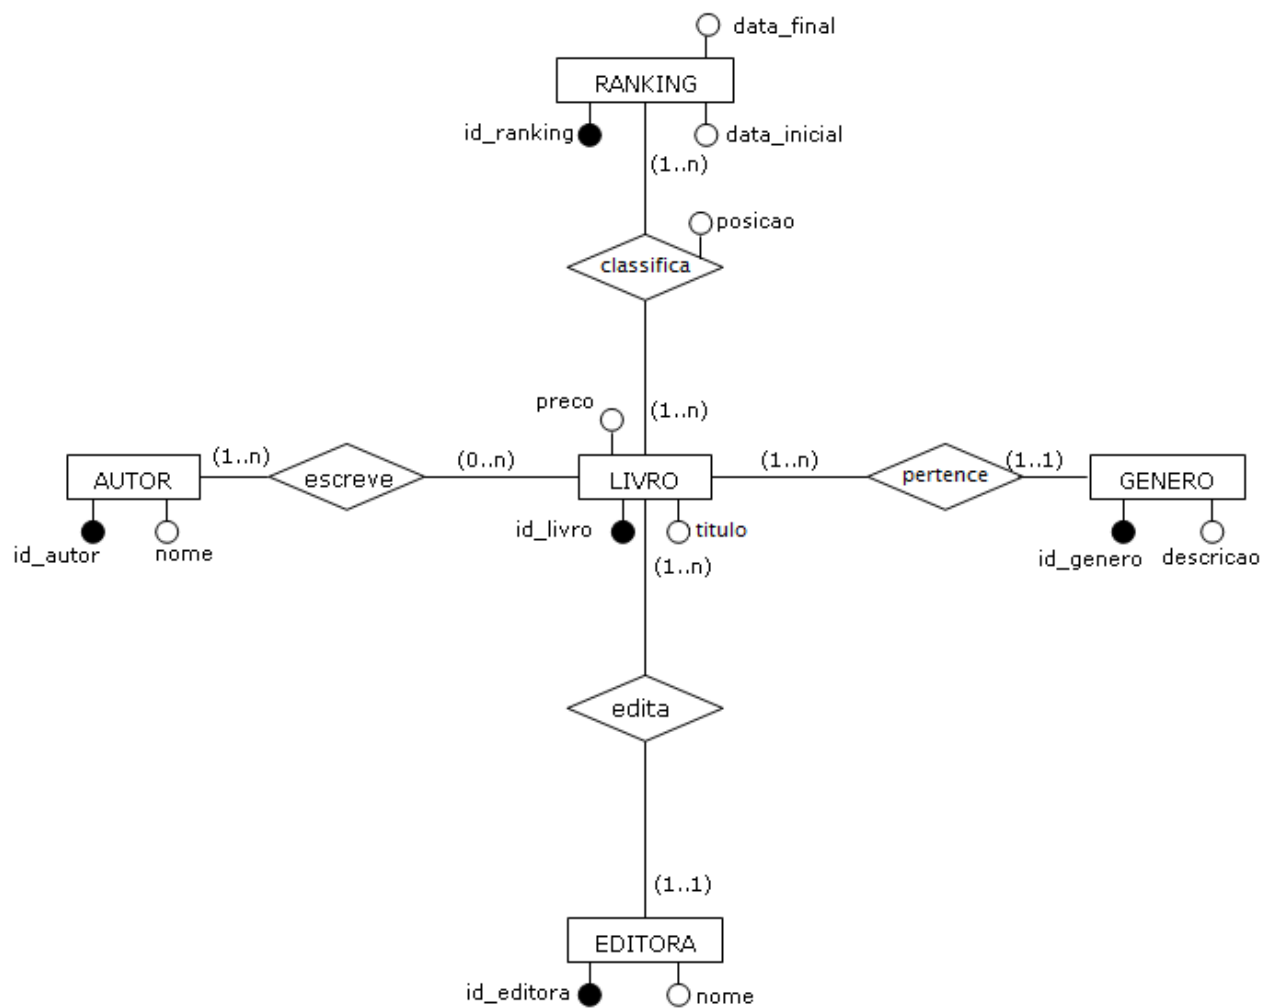 data_final
RANKING
id_ranking
data_inicial
(1..n)
posicao
classifica
preco
(1..n)
AUTOR
(1..n)
escreve
(0..n)
LIVRO
(1..n)
pertence
(1..1)
GENERO
id_autor
nome
id_livro
titulo
id_genero
descricao
(1..n)
edita
(1..1)
EDITORA
id_editora
nome